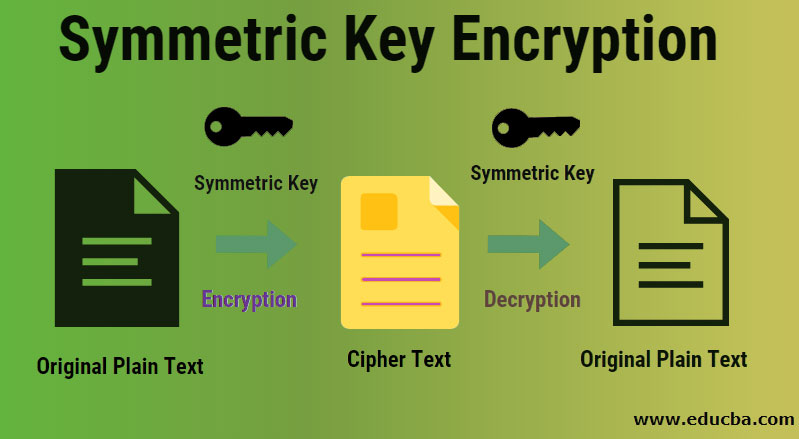 Symmetric Key Encryption
Symmetric Key
Symmetric Key
Encryption
Decryption
Original Plain Text
Cipher Text
Original Plain Text
www.educba.com